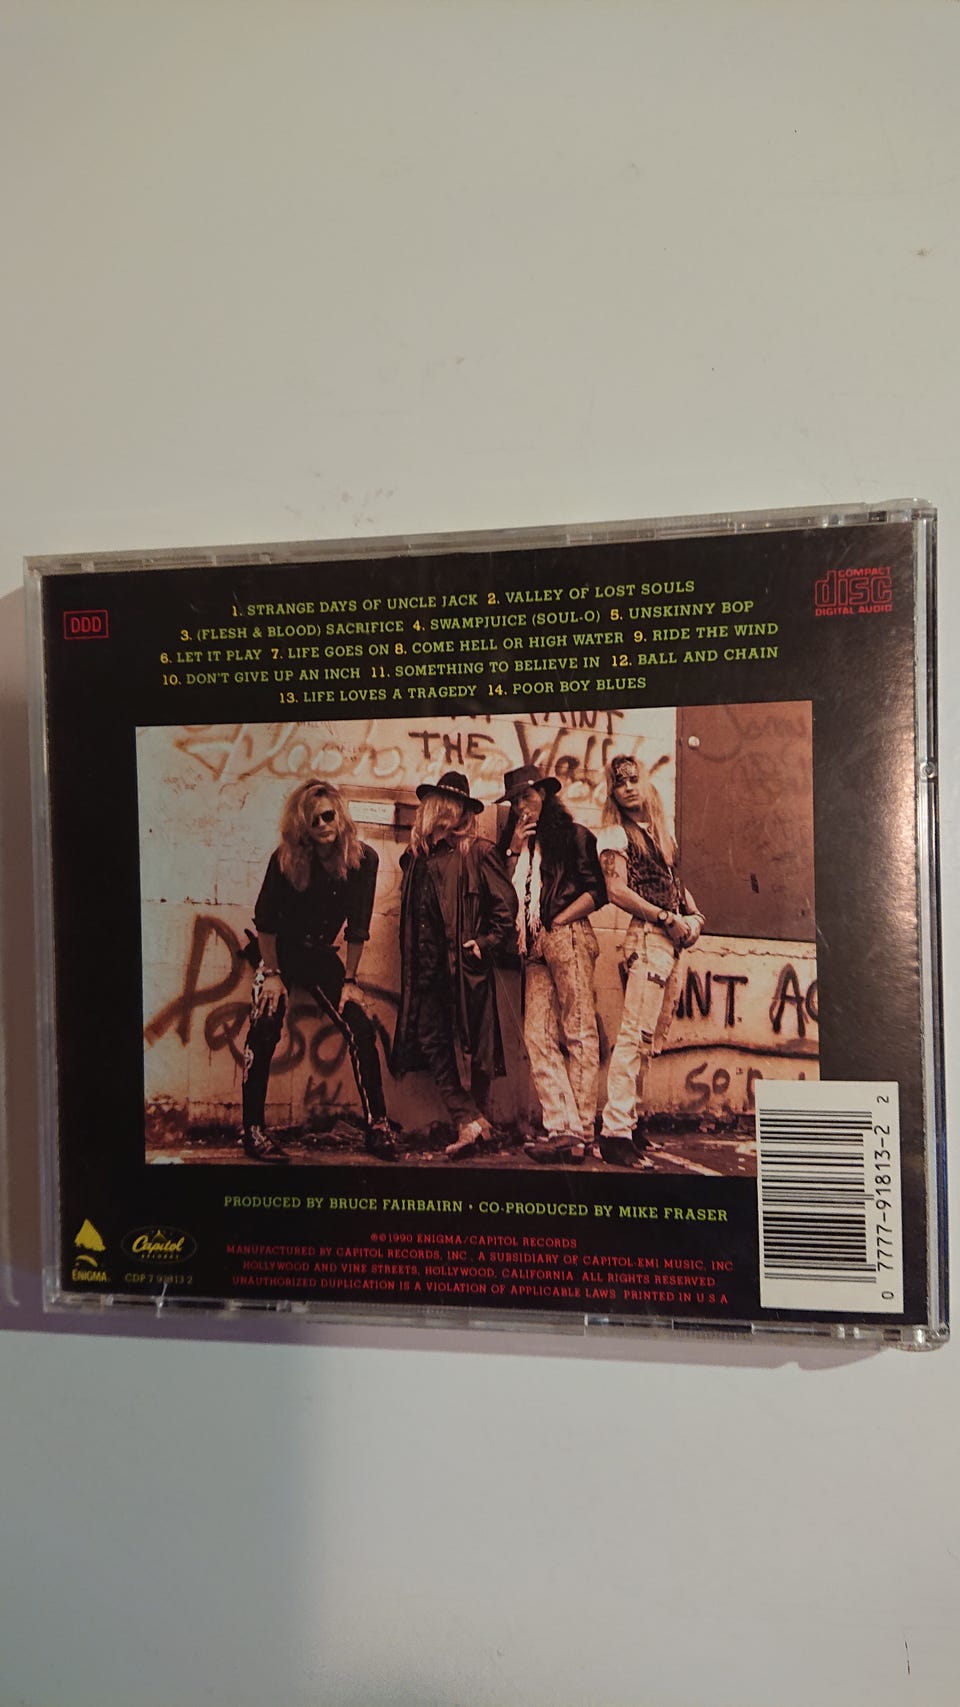 DDD
COMPACT
disc
DIGITAL AUDIO
1. STRANGE DAYS OF UNCLE JACK 2. VALLEY OF LOST SOULS
3. (FLESH & BLOOD) SACRIFICE 4. SWAMPJUICE (SOUL-O) 5. UNSKINNY BOP
6. LET IT PLAY 7. LIFE GOES ON 8. COME HELL OR HIGH WATER 9. RIDE THE WIND
10. DON'T GIVE UP AN INCH 11. SOMETHING TO BELIEVE IN 12. BALL AND CHAIN
13. LIFE LOVES A TRAGEDY 14. POOR BOY BLUES
THE
PRODUCED BY BRUCE FAIRBAIRN • CO-PRODUCED BY MIKE FRASER
ENIGMA
Capitol
RECORDS
CDP 7 91813 2
℗©1990 ENIGMA/CAPITOL RECORDS
MANUFACTURED BY CAPITOL RECORDS, INC., A SUBSIDIARY OF CAPITOL-EMI MUSIC, INC.
HOLLYWOOD AND VINE STREETS, HOLLYWOOD, CALIFORNIA. ALL RIGHTS RESERVED.
UNAUTHORIZED DUPLICATION IS A VIOLATION OF APPLICABLE LAWS. PRINTED IN U S A
0 7777-91813-2 2